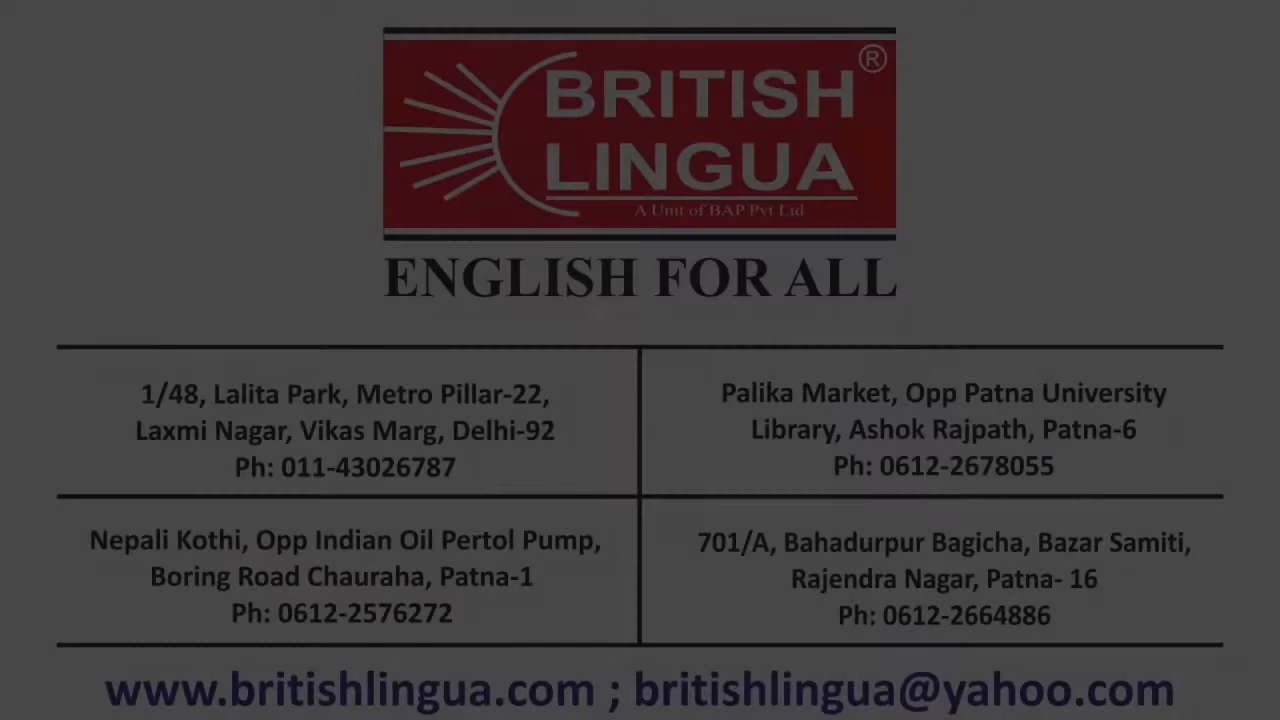 BRITISH ®
LINGUA
A Unit of BAP Pvt Ltd
ENGLISH FOR ALL
1/48, Lalita Park, Metro Pillar-22,
Laxmi Nagar, Vikas Marg, Delhi-92
Ph: 011-43026787
Palika Market, Opp Patna University
Library, Ashok Rajpath, Patna-6
Ph: 0612-2678055
Nepali Kothi, Opp Indian Oil Pertol Pump,
Boring Road Chauraha, Patna-1
Ph: 0612-2576272
701/A, Bahadurpur Bagicha, Bazar Samiti,
Rajendra Nagar, Patna- 16
Ph: 0612-2664886
www.britishlingua.com ; britishlingua@yahoo.com